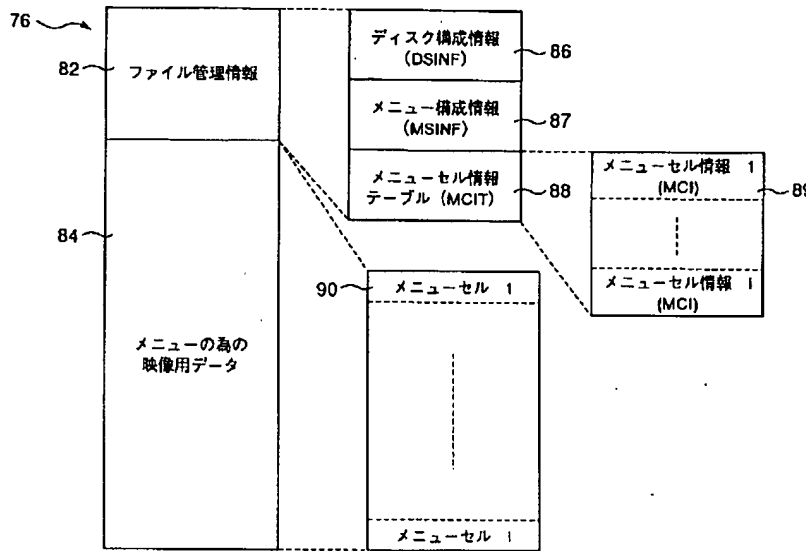 76
82
ファイル管理情報
84
メニューの為の
映像用データ
ディスク構成情報
(DSINF)
86
メニュー構成情報
(MSINF)
87
メニューセル情報
テーブル (MCIT)
88
メニューセル情報 1
(MCI)
89
メニューセル情報 I
(MCI)
90
メニューセル 1
メニューセル I